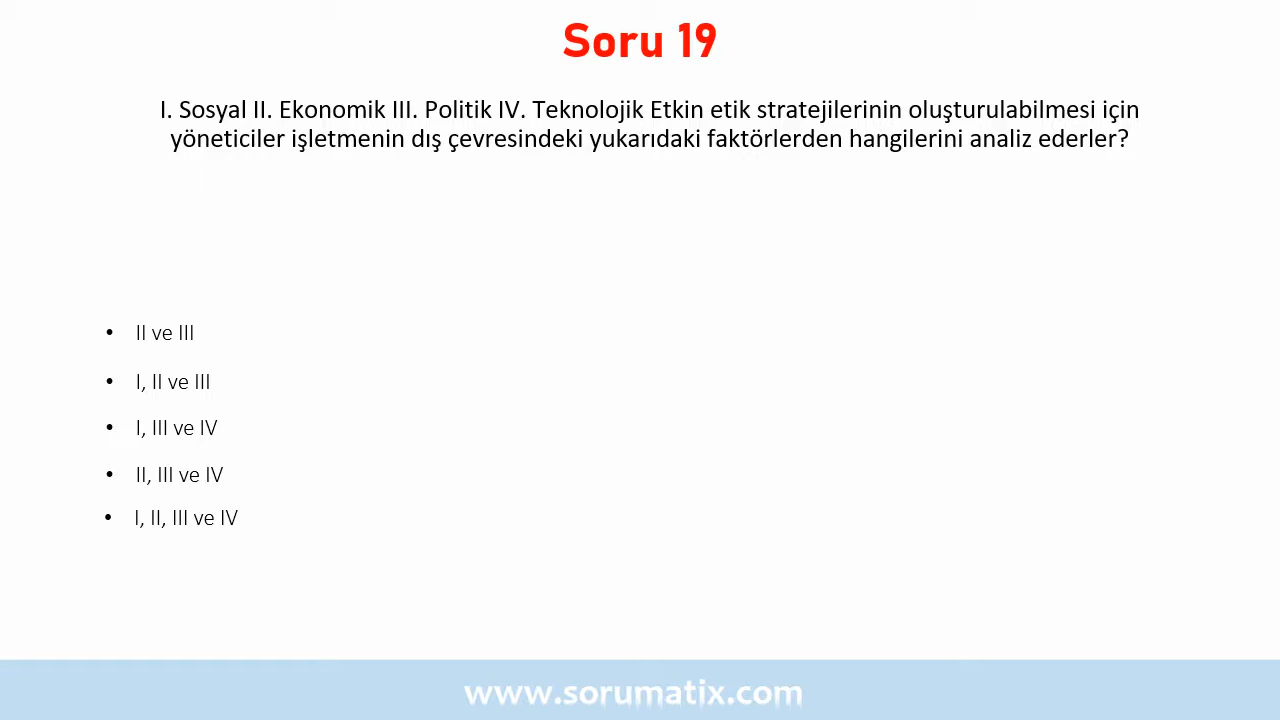 Soru 19
I. Sosyal II. Ekonomik III. Politik IV. Teknolojik Etkin etik stratejilerinin oluşturulabilmesi için
yöneticiler işletmenin dış çevresindeki yukarıdaki faktörlerden hangilerini analiz ederler?
• II ve III
• I, II ve III
• I, III ve IV
• II, III ve IV
• I, II, III ve IV
www.sorumatix.com